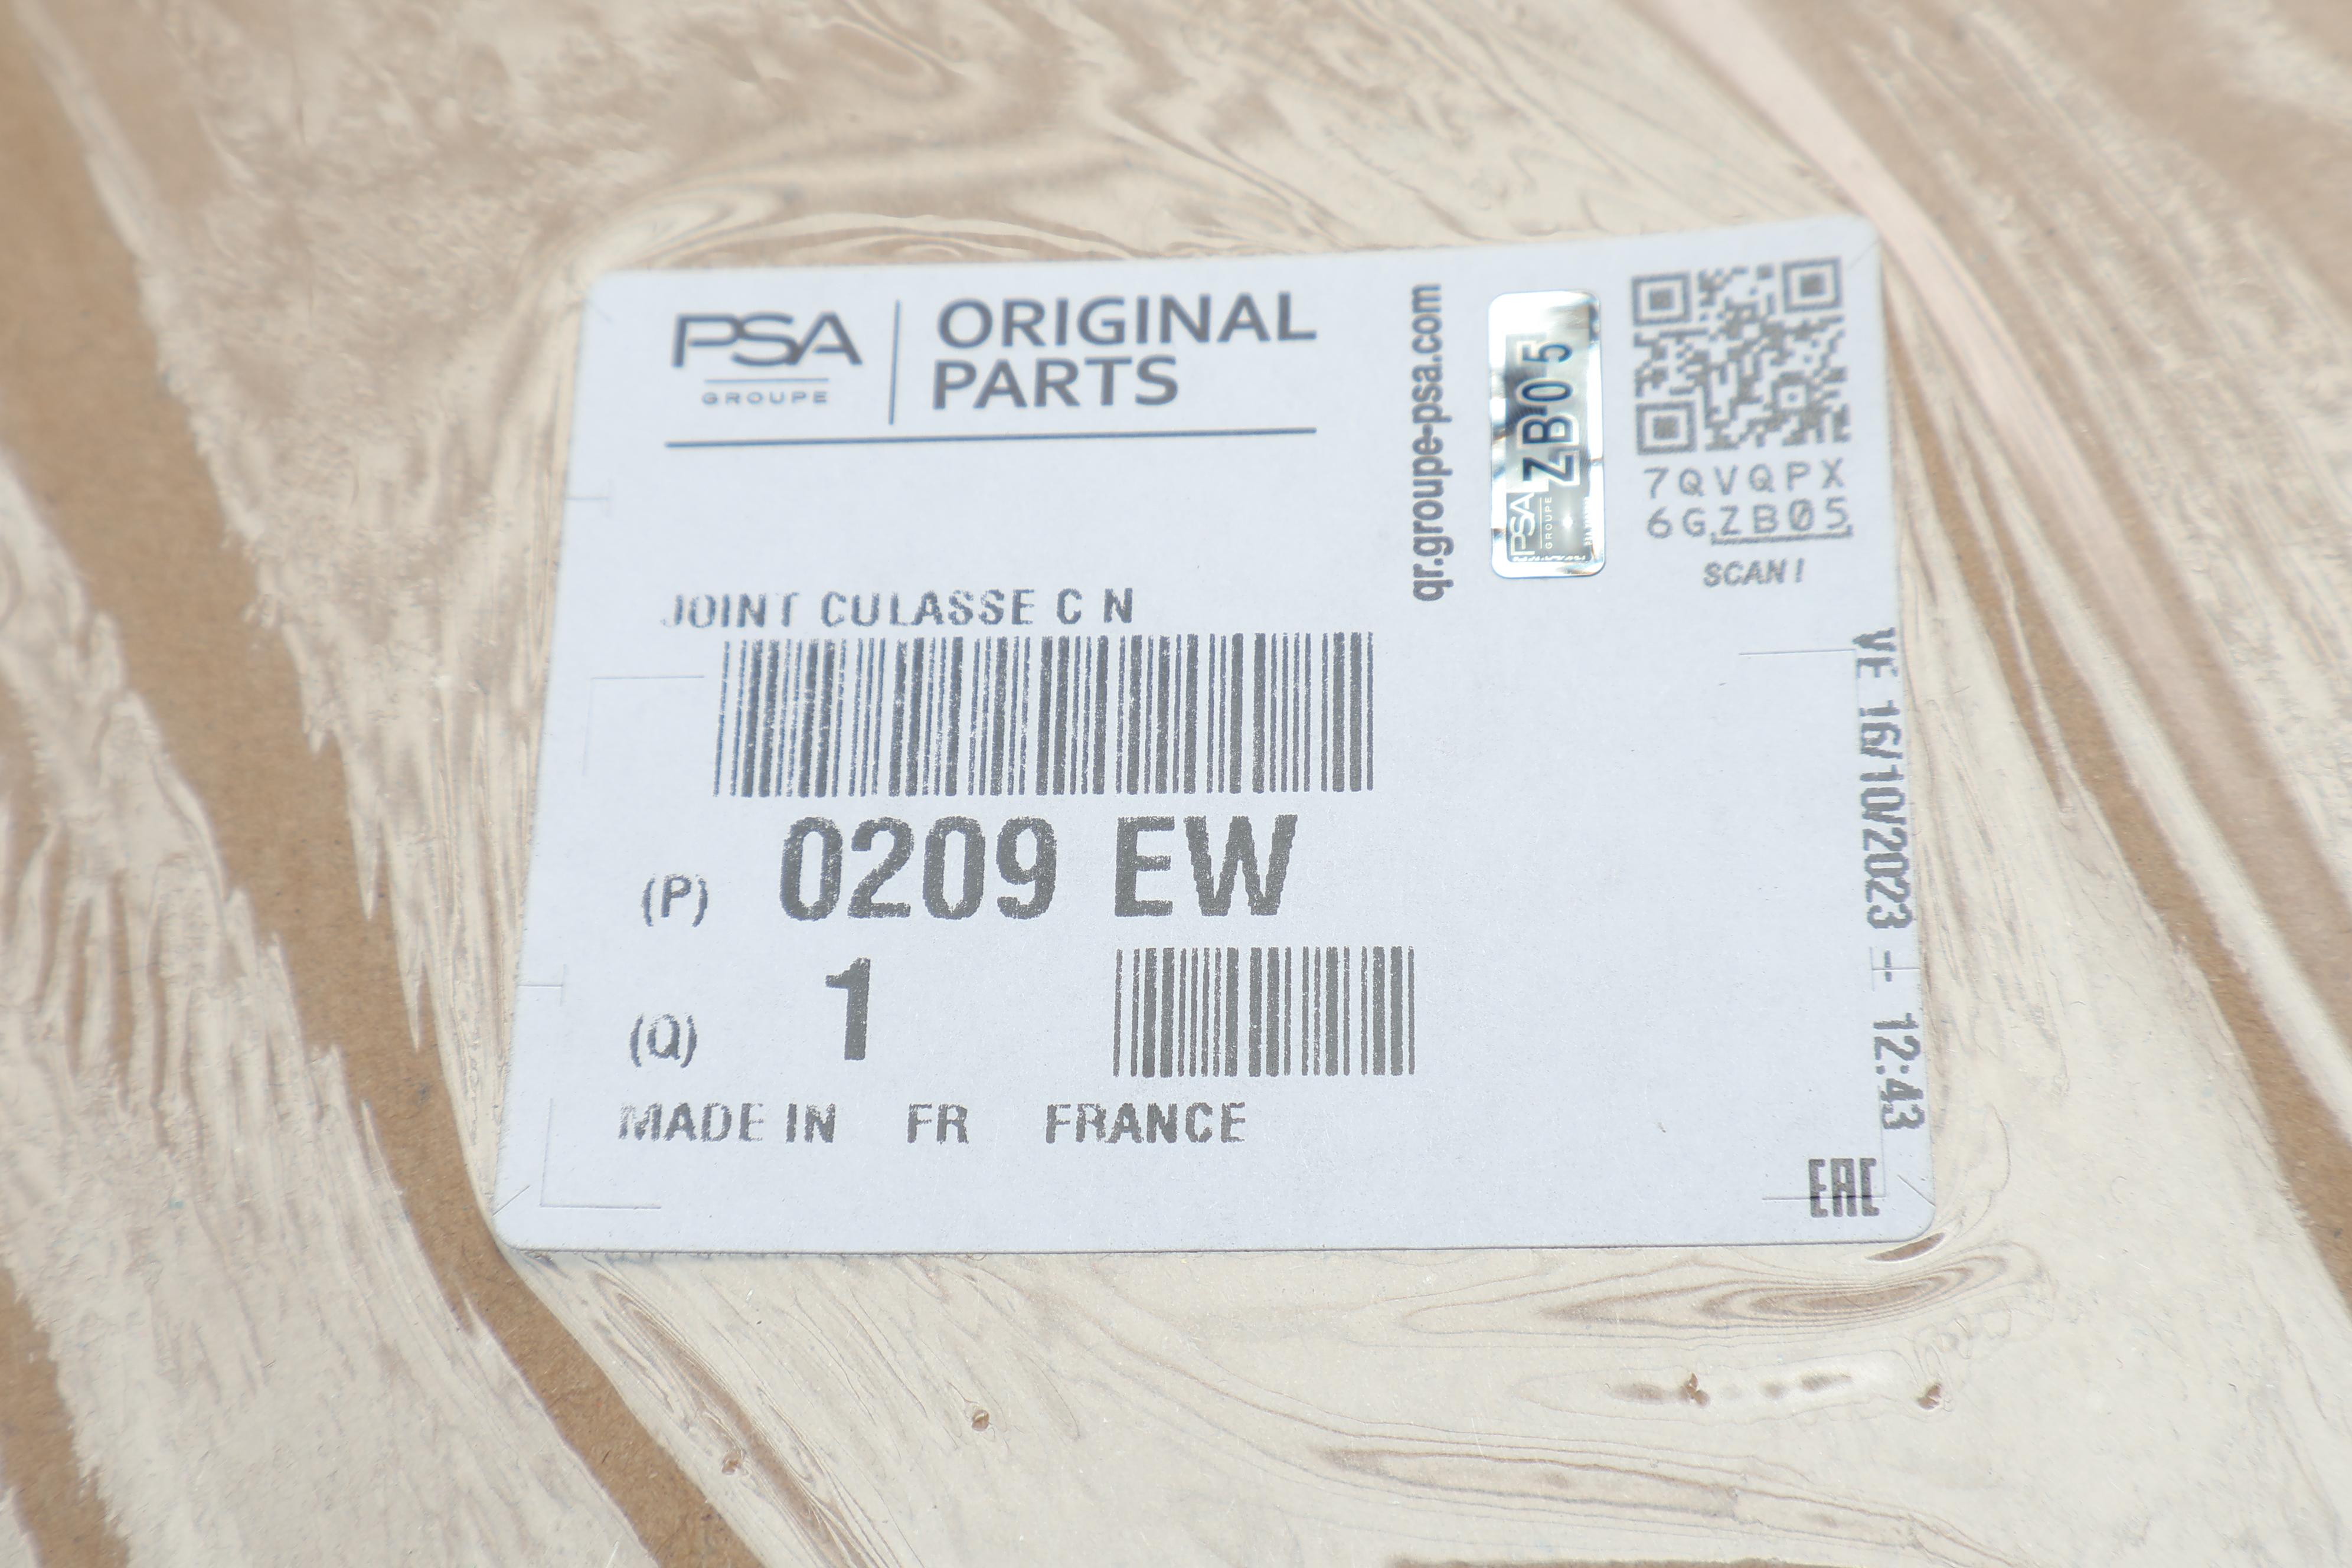 PSA
GROUPE
ORIGINAL
PARTS
qr.groupe-psa.com
PSA
GROUPE
ZB05
7QVQPX
6GZB05
SCAN!
JOINT CULASSE C N
(P) 0209 EW
(Q) 1
MADE IN FR FRANCE
VE 16/10/2023 -- 12:43
EAC